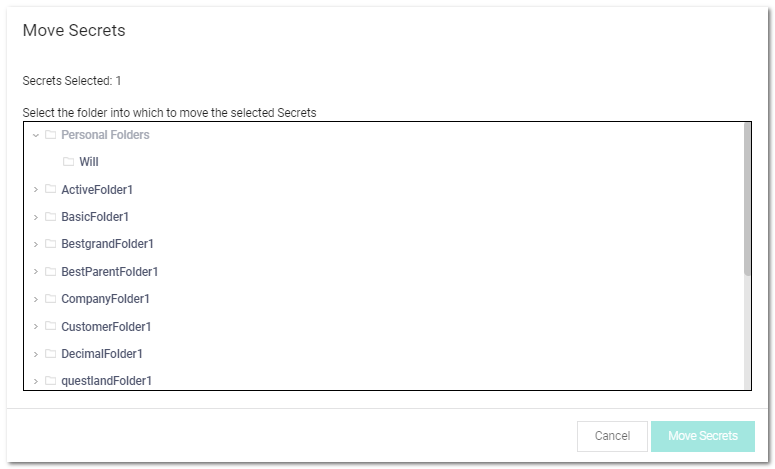 Move Secrets
Secrets Selected: 1
Select the folder into which to move the selected Secrets
Personal Folders
Will
ActiveFolder1
BasicFolder1
BestgrandFolder1
BestParentFolder1
CompanyFolder1
CustomerFolder1
DecimalFolder1
questlandFolder1
Cancel
Move Secrets